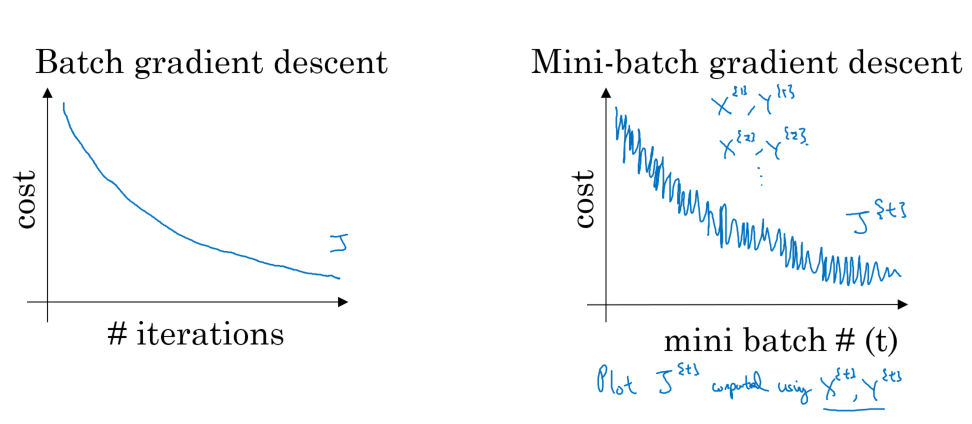 Batch gradient descent
cost
J
# iterations
Mini-batch gradient descent
X^{1}, Y^{1}
X^{2}, Y^{2}.
⋮
cost
J^{t}
mini batch # (t)
Plot J^{t} computed using X^{t}, Y^{t}